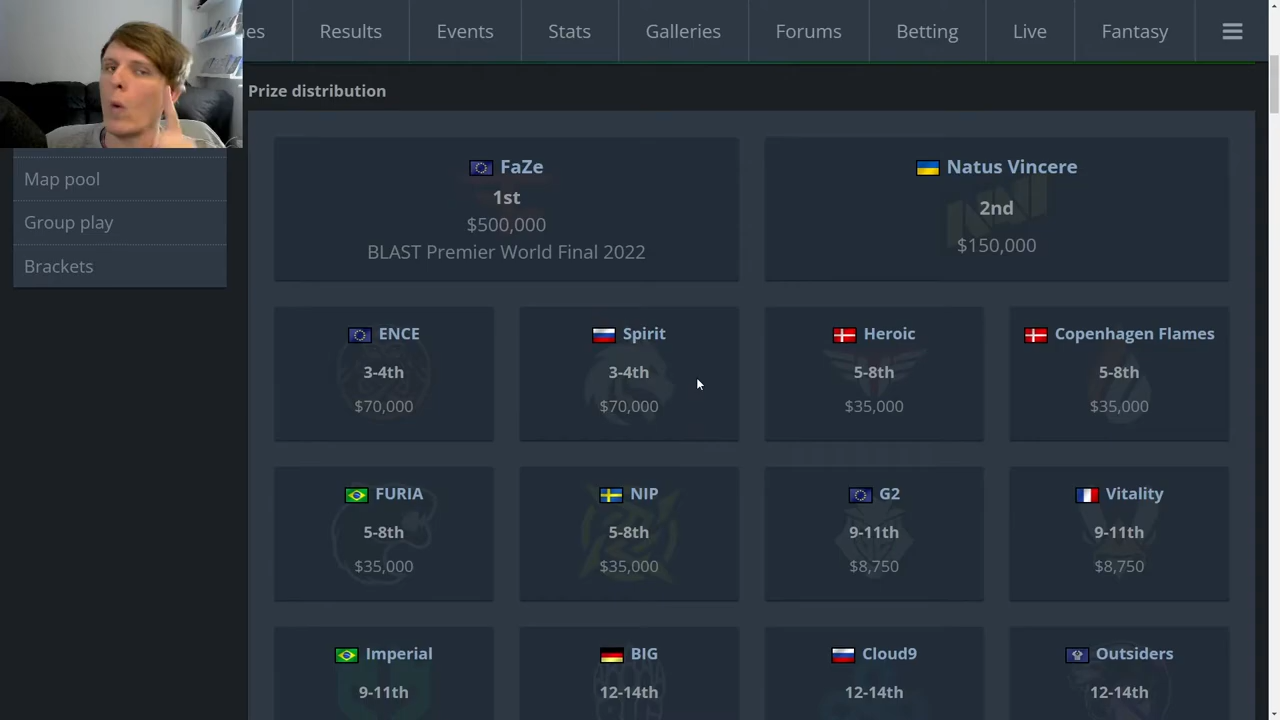 es
Results
Events
Stats
Galleries
Forums
Betting
Live
Fantasy
Prize distribution
Map pool
Group play
Brackets
FaZe
1st
$500,000
BLAST Premier World Final 2022
Natus Vincere
2nd
$150,000
ENCE
3-4th
$70,000
Spirit
3-4th
$70,000
Heroic
5-8th
$35,000
Copenhagen Flames
5-8th
$35,000
FURIA
5-8th
$35,000
NIP
5-8th
$35,000
G2
9-11th
$8,750
Vitality
9-11th
$8,750
Imperial
9-11th
BIG
12-14th
Cloud9
12-14th
Outsiders
12-14th